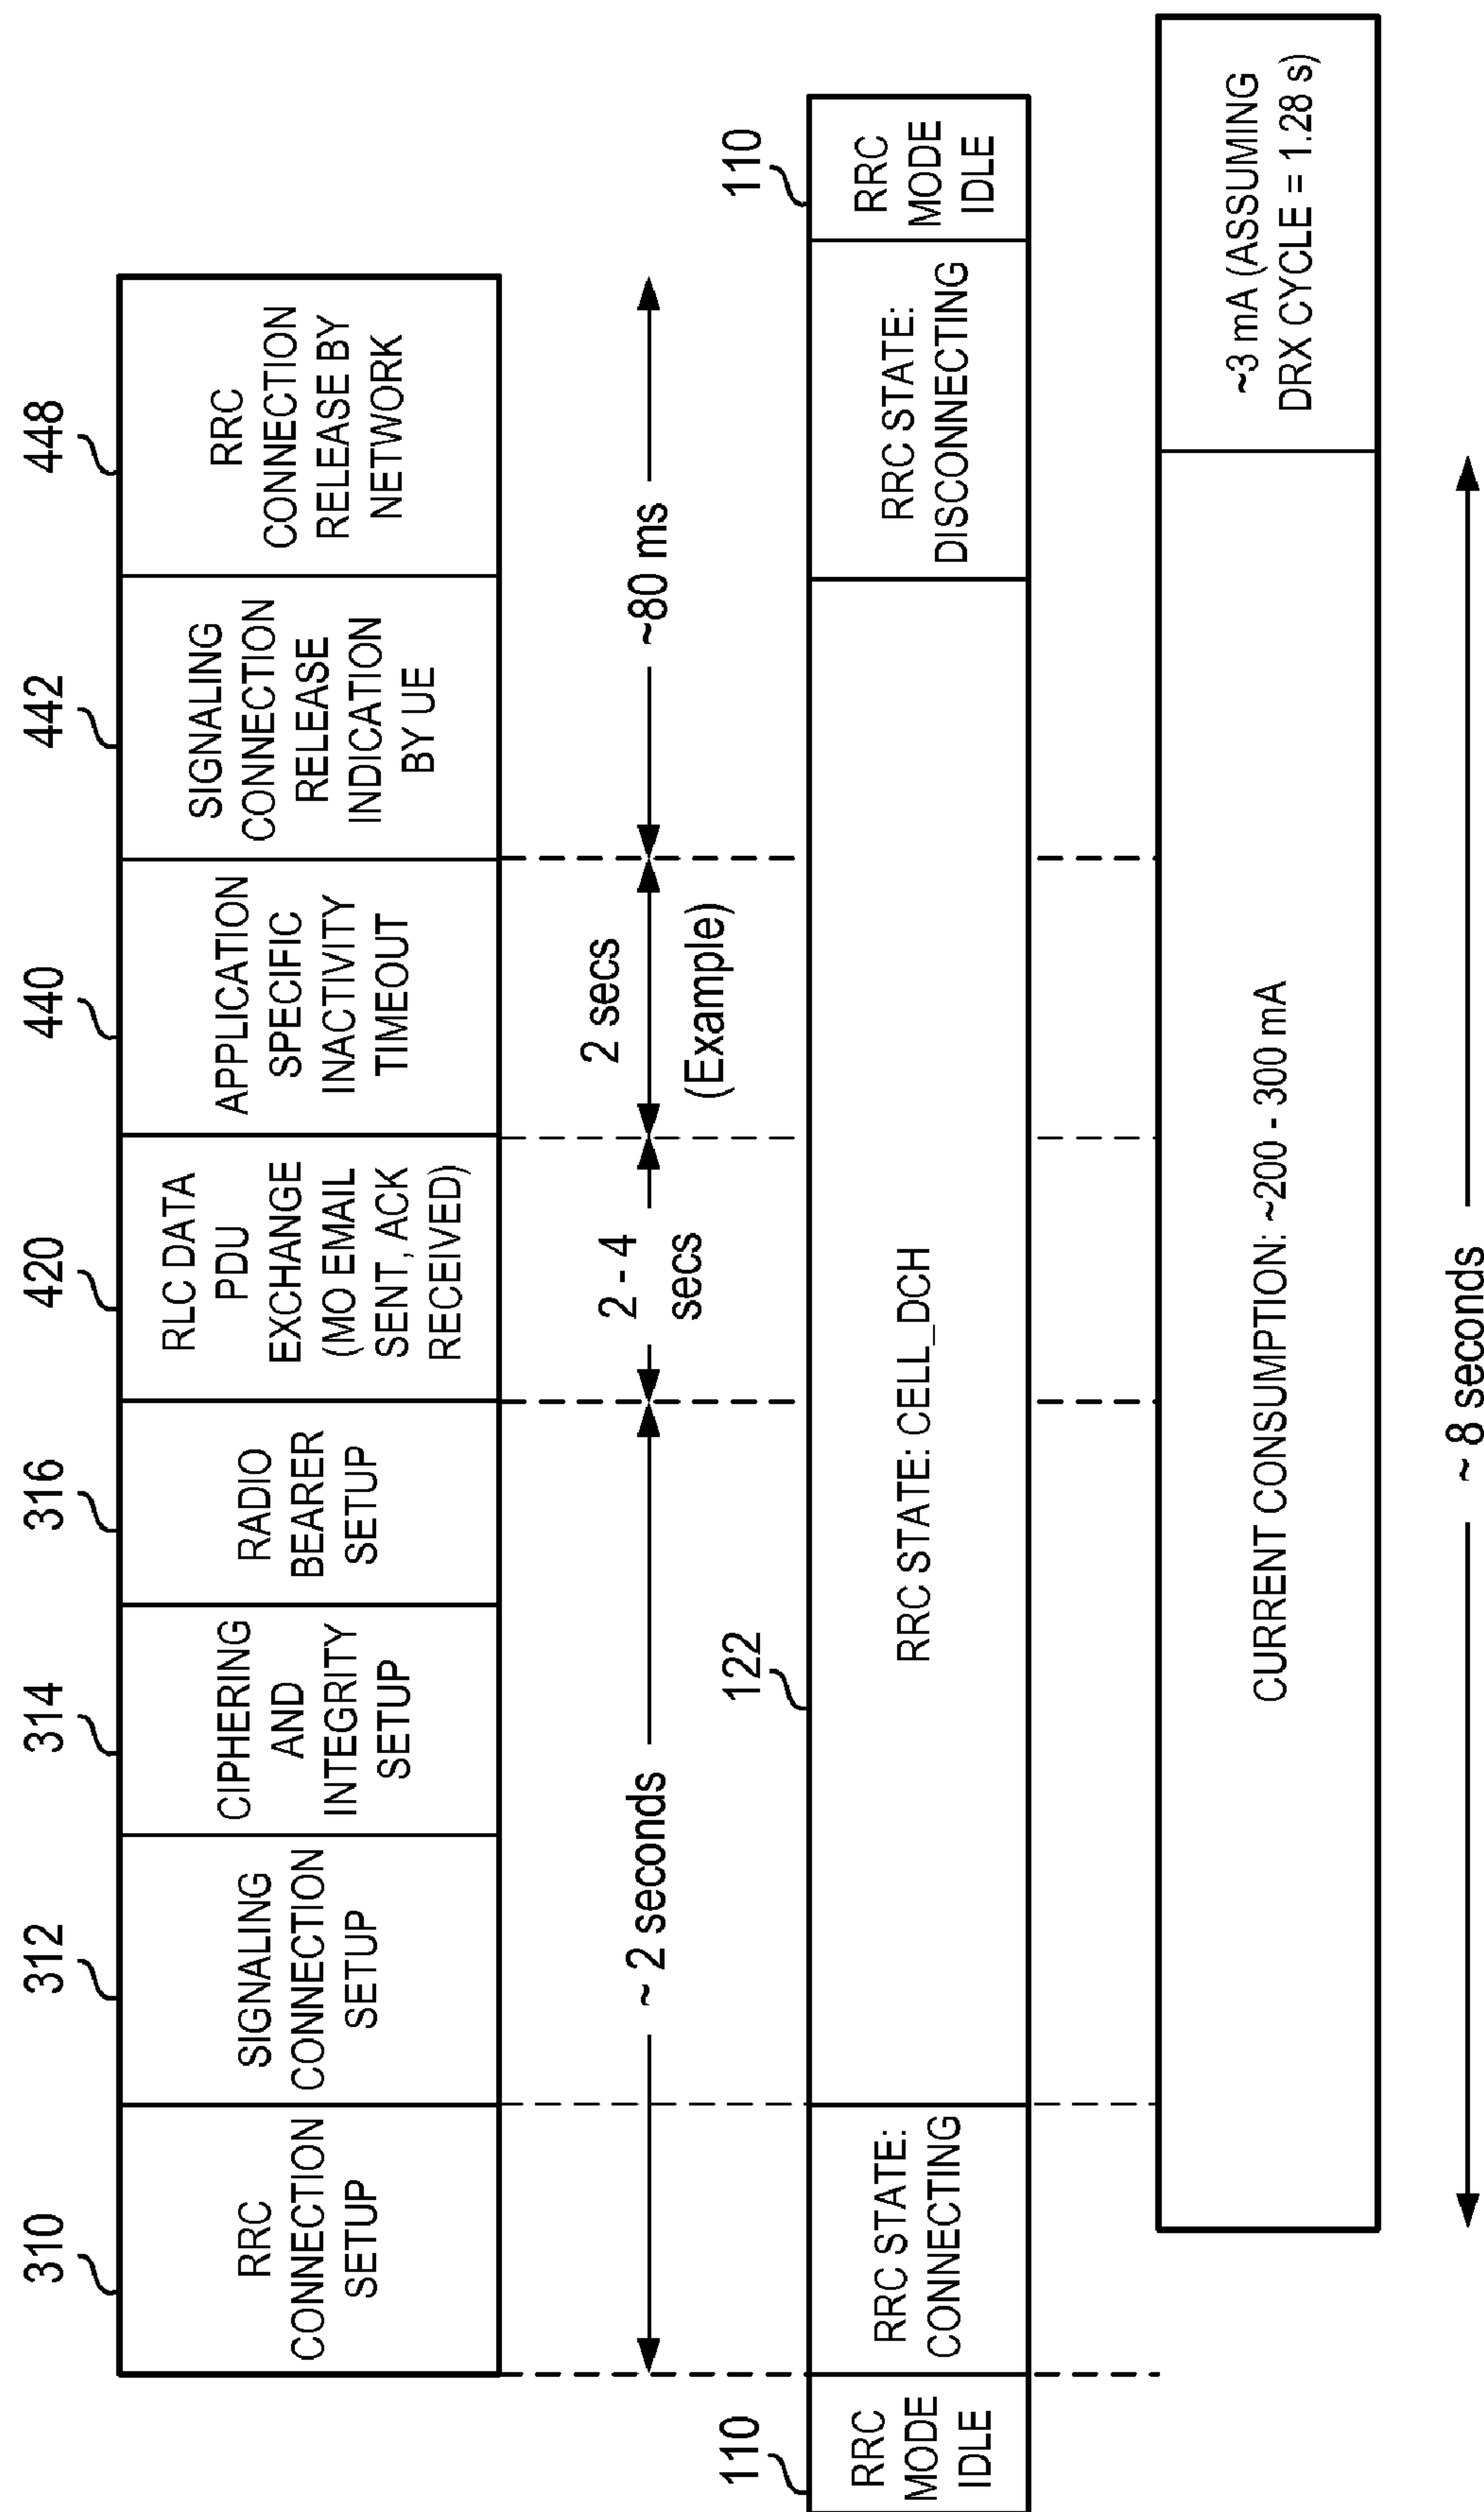 310
312
314
316
420
440
442
448
RRC
CONNECTION
SETUP
SIGNALING
CONNECTION
SETUP
CIPHERING
AND
INTEGRITY
SETUP
RADIO
BEARER
SETUP
RLC DATA
PDU
EXCHANGE
(MO EMAIL
SENT, ACK
RECEIVED)
APPLICATION
SPECIFIC
INACTIVITY
TIMEOUT
SIGNALING
CONNECTION
RELEASE
INDICATION
BY UE
RRC
CONNECTION
RELEASE BY
NETWORK
~ 2 seconds
2 - 4
secs
2 secs
(Example)
~80 ms
110
122
110
RRC
MODE
IDLE
RRC STATE:
CONNECTING
RRC STATE: CELL_DCH
RRC STATE:
DISCONNECTING
RRC
MODE
IDLE
CURRENT CONSUMPTION: ~200 - 300 mA
~3 mA (ASSUMING
DRX CYCLE = 1.28 s)
~ 8 seconds